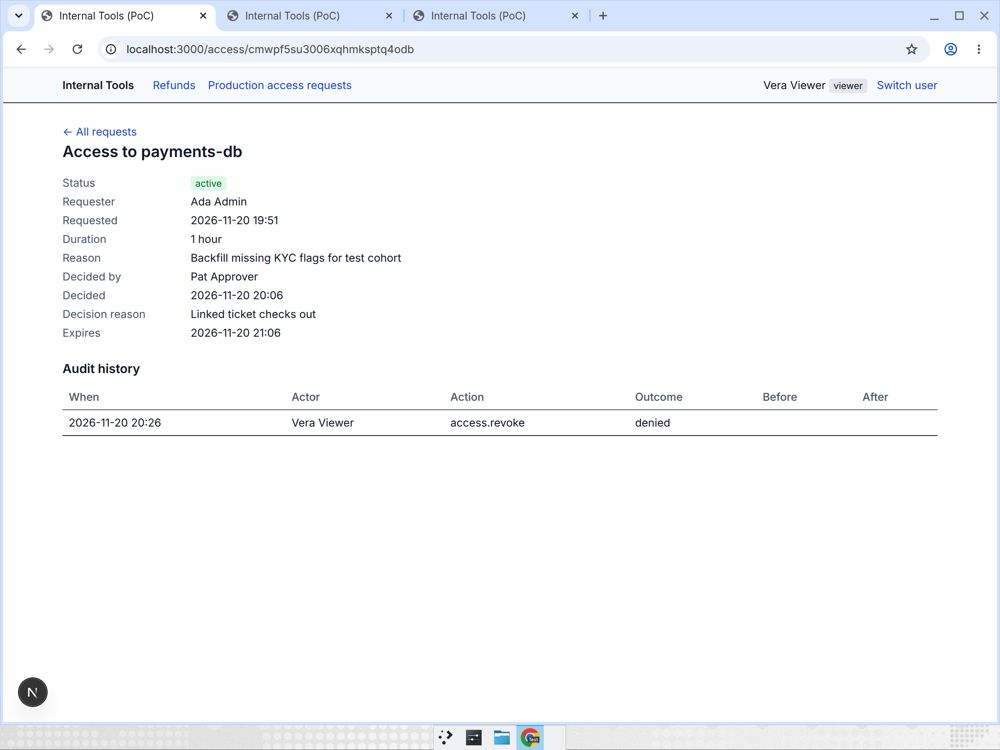 Internal Tools (PoC)
Internal Tools (PoC)
Internal Tools (PoC)
localhost:3000/access/cmwpf5su3006xqhmksptq4odb
Internal Tools Refunds Production access requests Vera Viewer viewer Switch user
← All requests
Access to payments-db
Status active
Requester Ada Admin
Requested 2026-11-20 19:51
Duration 1 hour
Reason Backfill missing KYC flags for test cohort
Decided by Pat Approver
Decided 2026-11-20 20:06
Decision reason Linked ticket checks out
Expires 2026-11-20 21:06
Audit history
When Actor Action Outcome Before After
2026-11-20 20:26 Vera Viewer access.revoke denied
N